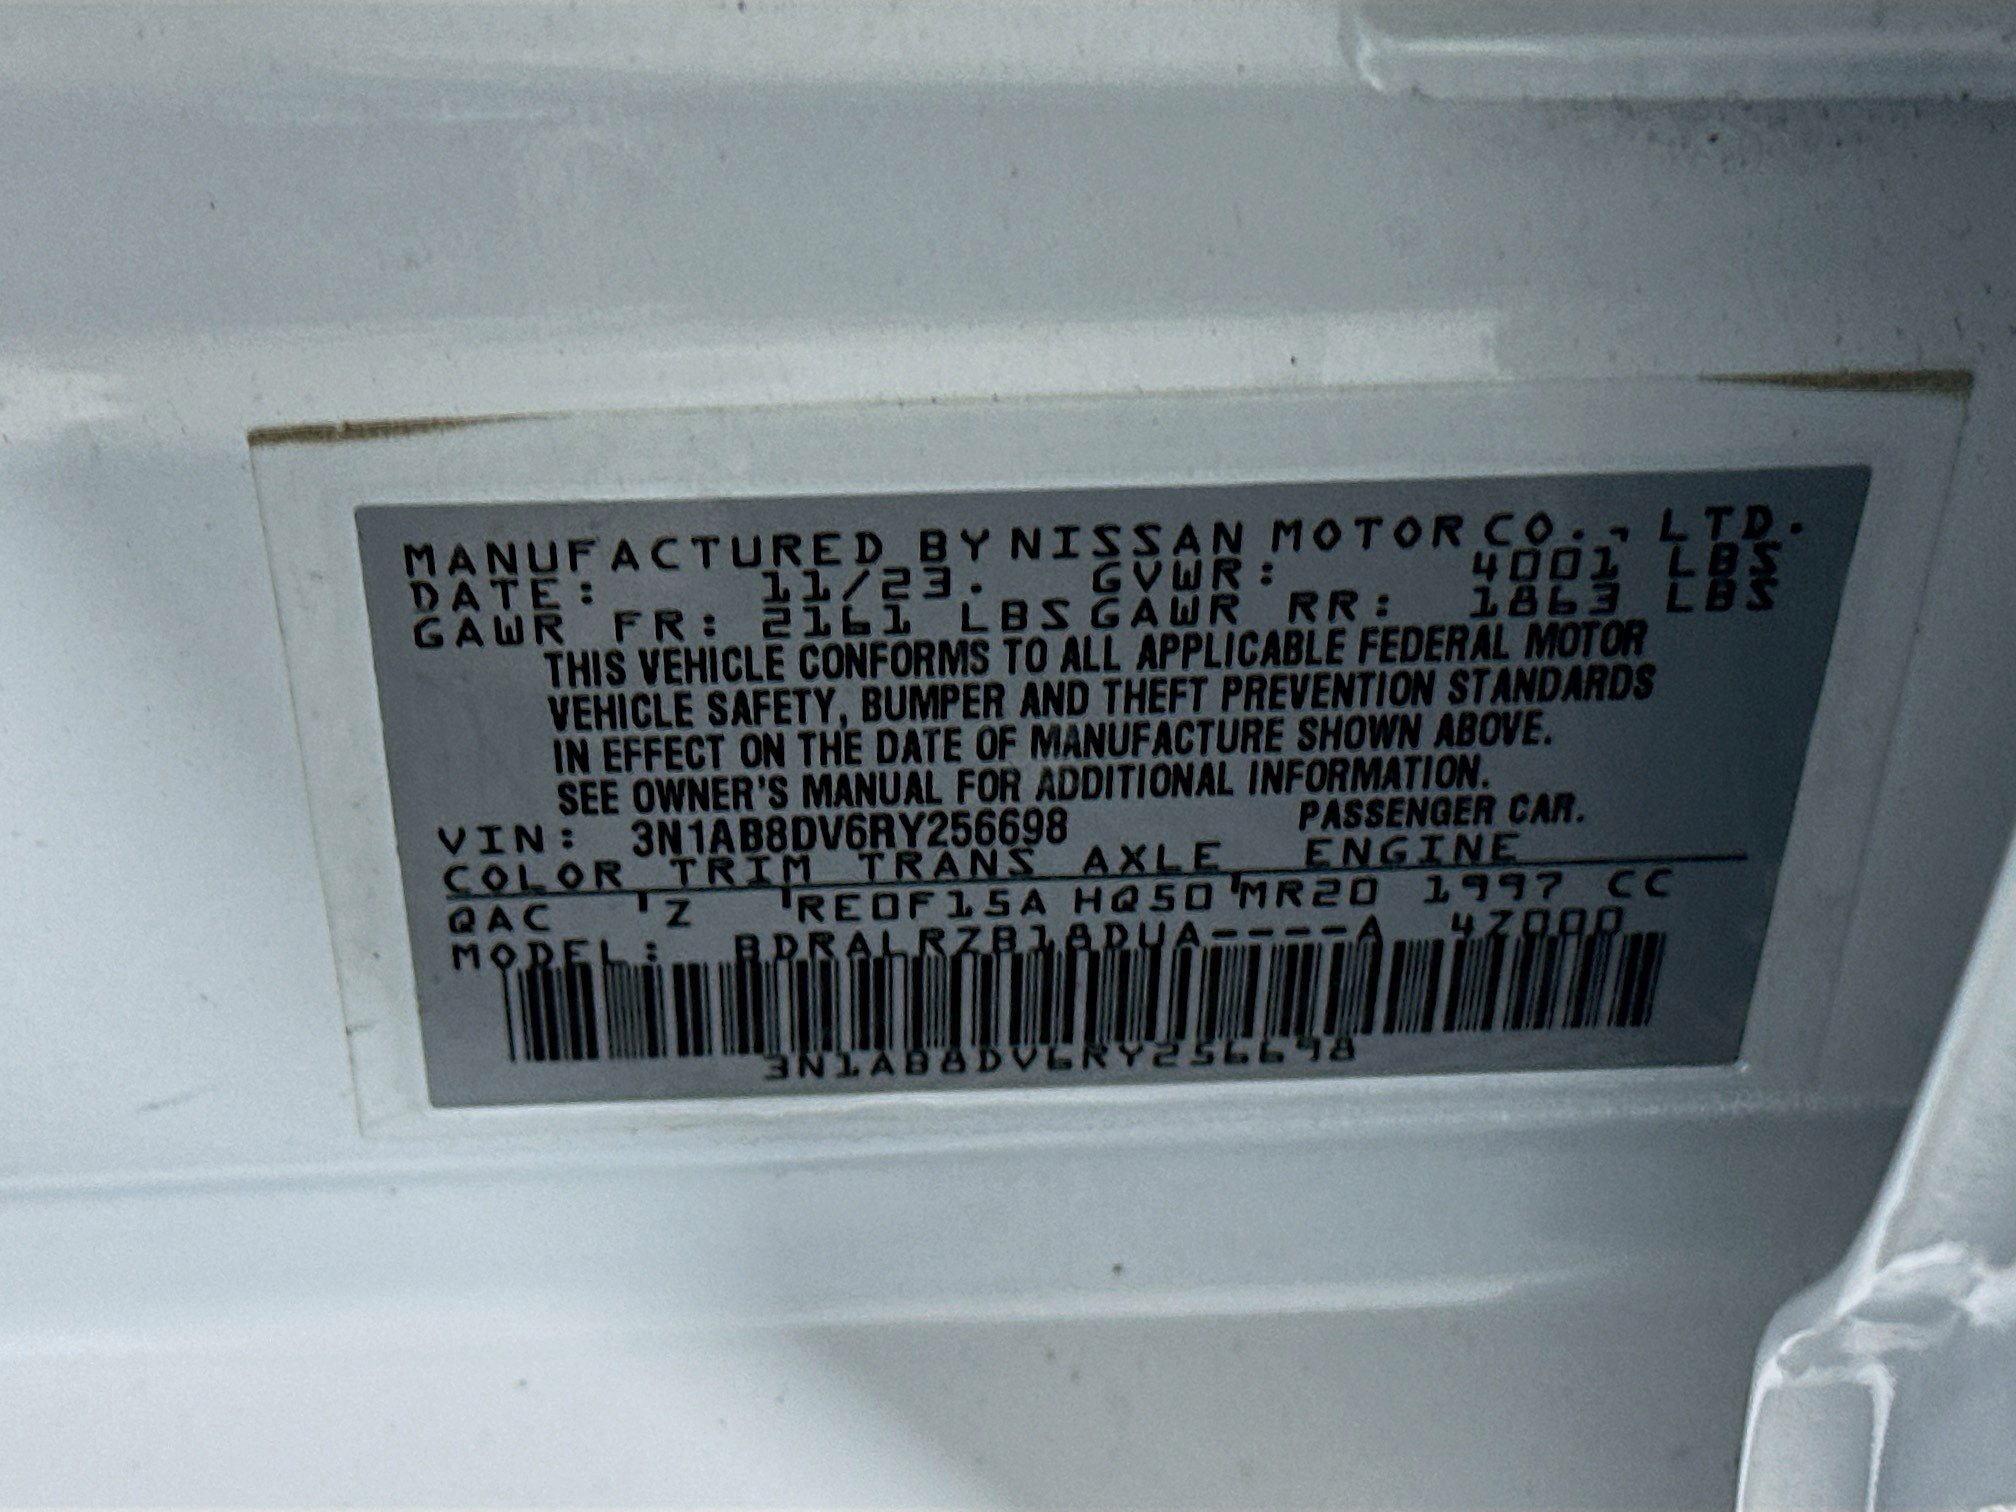 MANUFACTURED BY NISSAN MOTOR CO., LTD.
DATE: 11/23. GVWR: 4001 LBS
GAWR FR: 2161 LBS GAWR RR: 1863 LBS
THIS VEHICLE CONFORMS TO ALL APPLICABLE FEDERAL MOTOR
VEHICLE SAFETY, BUMPER AND THEFT PREVENTION STANDARDS
IN EFFECT ON THE DATE OF MANUFACTURE SHOWN ABOVE.
SEE OWNER'S MANUAL FOR ADDITIONAL INFORMATION.
VIN: 3N1AB8DV6RY256698 PASSENGER CAR.
COLOR TRIM TRANS AXLE ENGINE
QAC Z RE0F15A HQ50 MR20 1997 CC
MODEL: BDRALRZB18DUA----A 4Z000
3N1AB8DV6RY256698